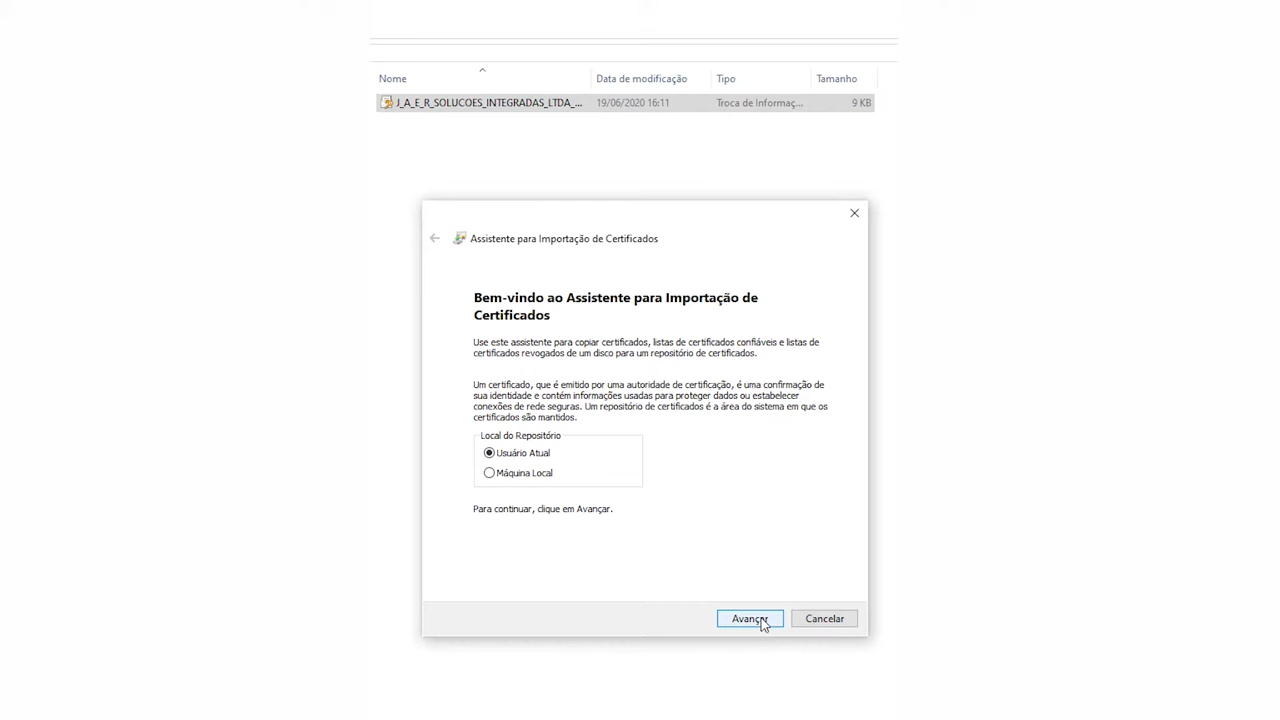 Nome Data de modificação Tipo Tamanho
J_A_E_R_SOLUCOES_INTEGRADAS_LTDA_... 19/06/2020 16:11 Troca de Informaç... 9 KB
Assistente para Importação de Certificados
Bem-vindo ao Assistente para Importação de
Certificados
Use este assistente para copiar certificados, listas de certificados confiáveis e listas de
certificados revogados de um disco para um repositório de certificados.
Um certificado, que é emitido por uma autoridade de certificação, é uma confirmação de
sua identidade e contém informações usadas para proteger dados ou estabelecer
conexões de rede seguras. Um repositório de certificados é a área do sistema em que os
certificados são mantidos.
Local do Repositório
Usuário Atual
Máquina Local
Para continuar, clique em Avançar.
Avançar Cancelar